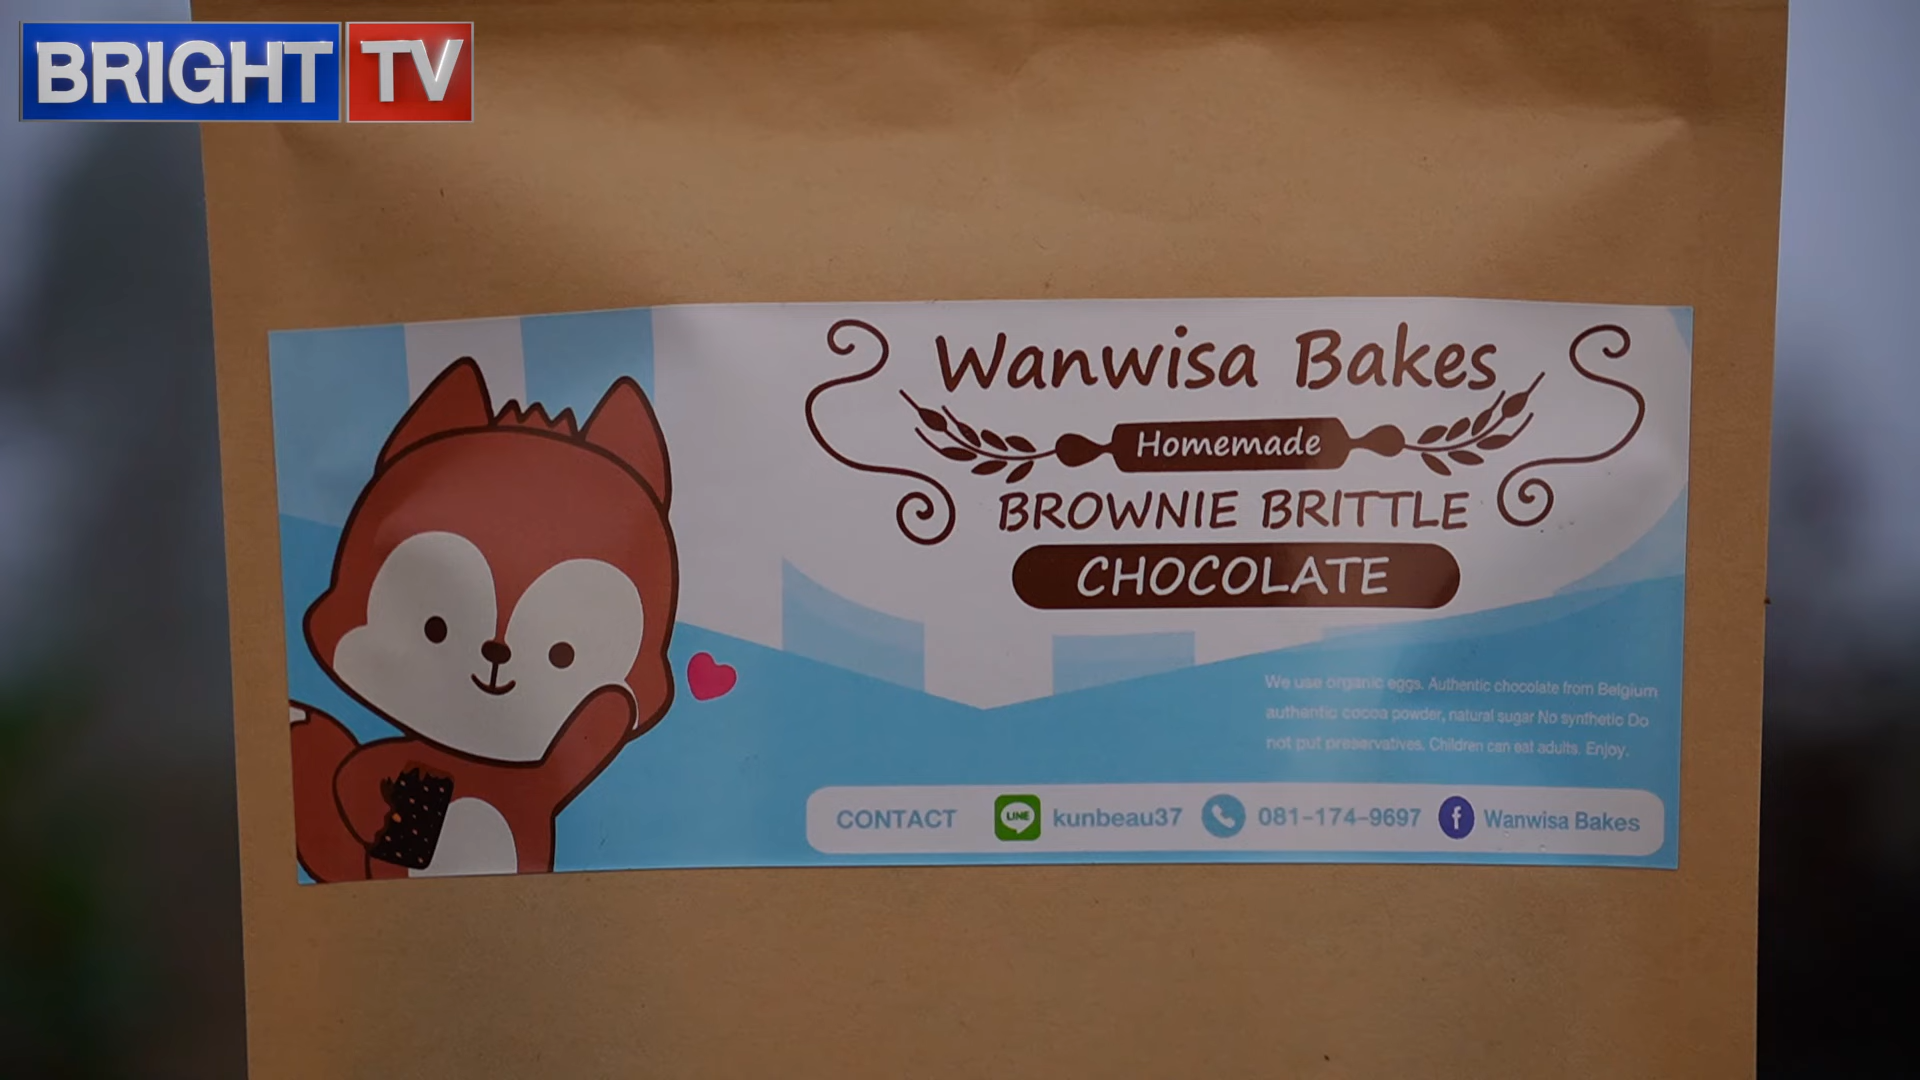 BRIGHT TV
Wanwisa Bakes
Homemade
BROWNIE BRITTLE
CHOCOLATE
We use organic eggs. Authentic chocolate from Belgium
authentic cocoa powder, natural sugar No synthetic Do
not put preservatives. Children can eat adults. Enjoy.
CONTACT LINE kunbeau37 081-174-9697 f Wanwisa Bakes